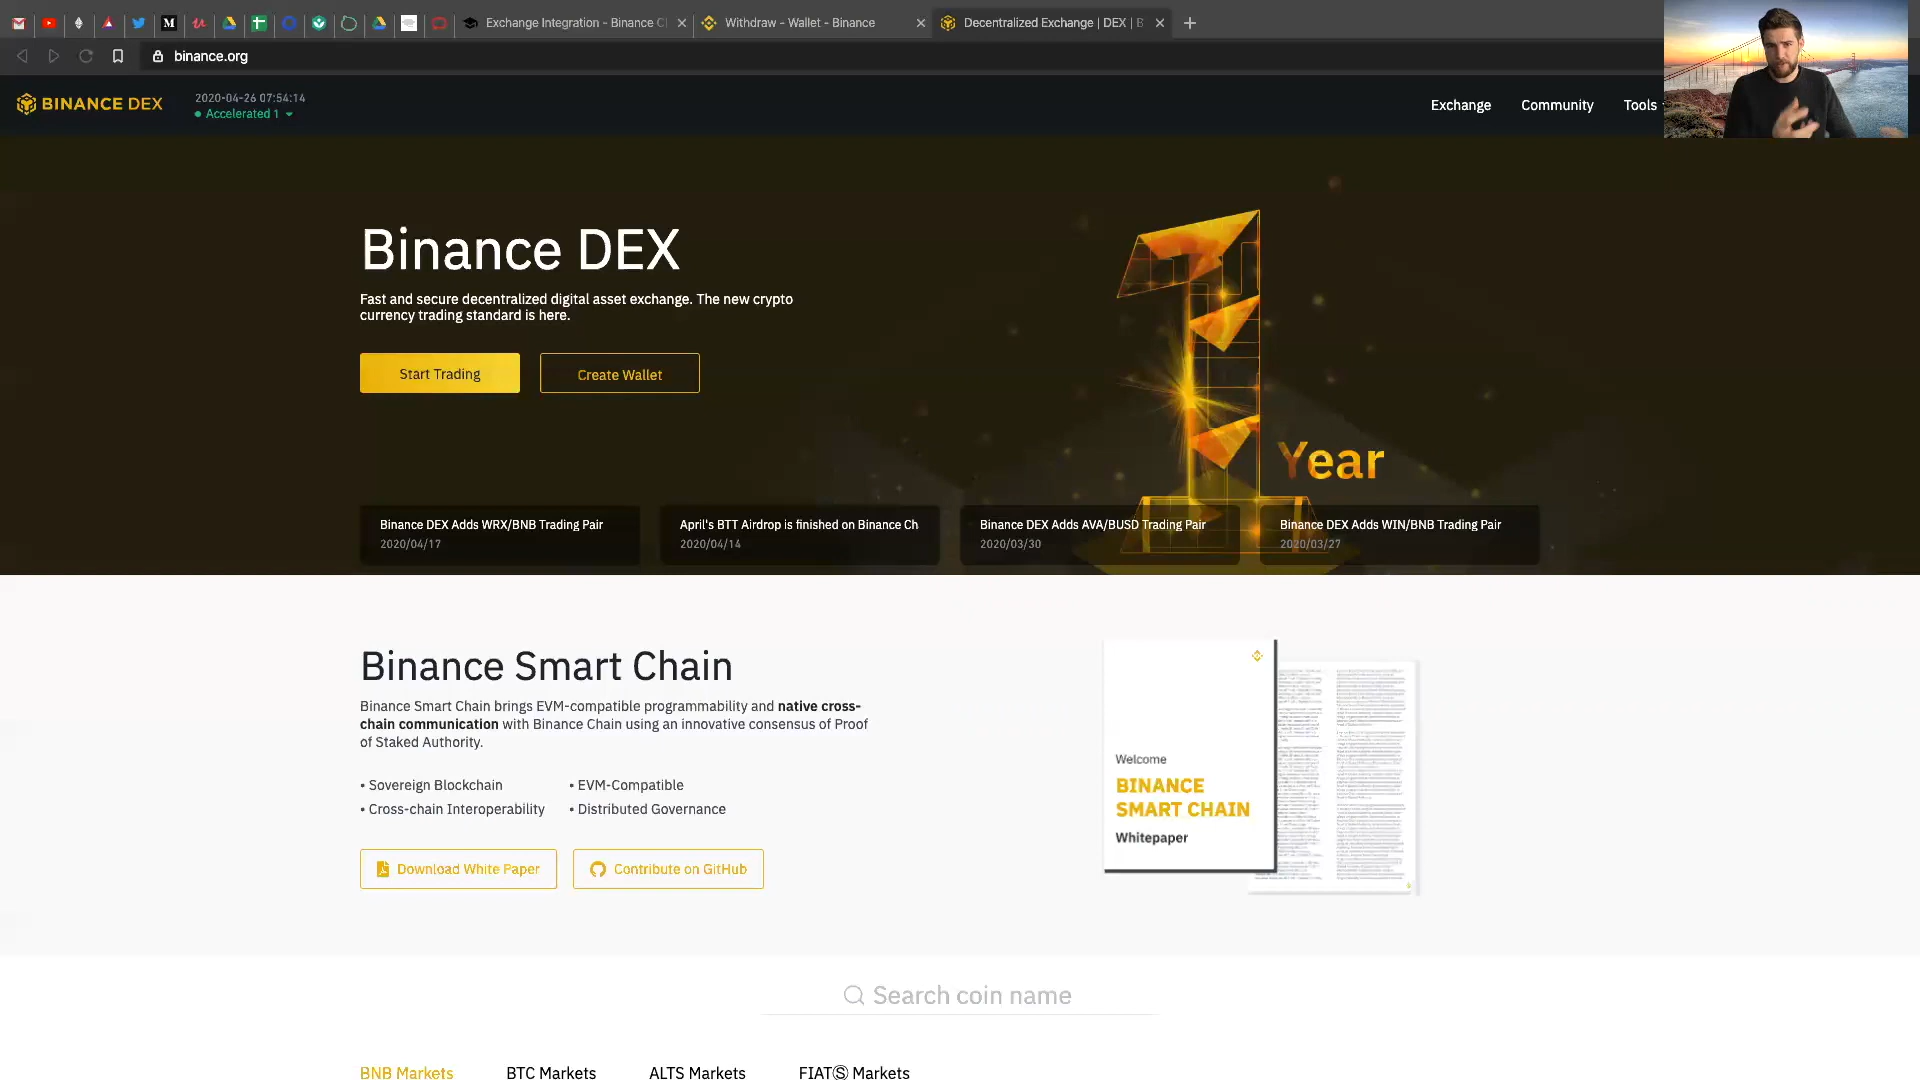 Exchange Integration - Binance C
Withdraw - Wallet - Binance
Decentralized Exchange | DEX | B
binance.org
BINANCE DEX
2020-04-26 07:54:14
Accelerated 1
Exchange
Community
Tools
Binance DEX
Fast and secure decentralized digital asset exchange. The new crypto
currency trading standard is here.
Start Trading
Create Wallet
Year
Binance DEX Adds WRX/BNB Trading Pair
2020/04/17
April's BTT Airdrop is finished on Binance Ch
2020/04/14
Binance DEX Adds AVA/BUSD Trading Pair
2020/03/30
Binance DEX Adds WIN/BNB Trading Pair
2020/03/27
Binance Smart Chain
Binance Smart Chain brings EVM-compatible programmability and native cross-
chain communication with Binance Chain using an innovative consensus of Proof
of Staked Authority.
• Sovereign Blockchain
• EVM-Compatible
• Cross-chain Interoperability
• Distributed Governance
Download White Paper
Contribute on GitHub
Welcome
BINANCE
SMART CHAIN
Whitepaper
Search coin name
BNB Markets
BTC Markets
ALTS Markets
FIATⓈ Markets